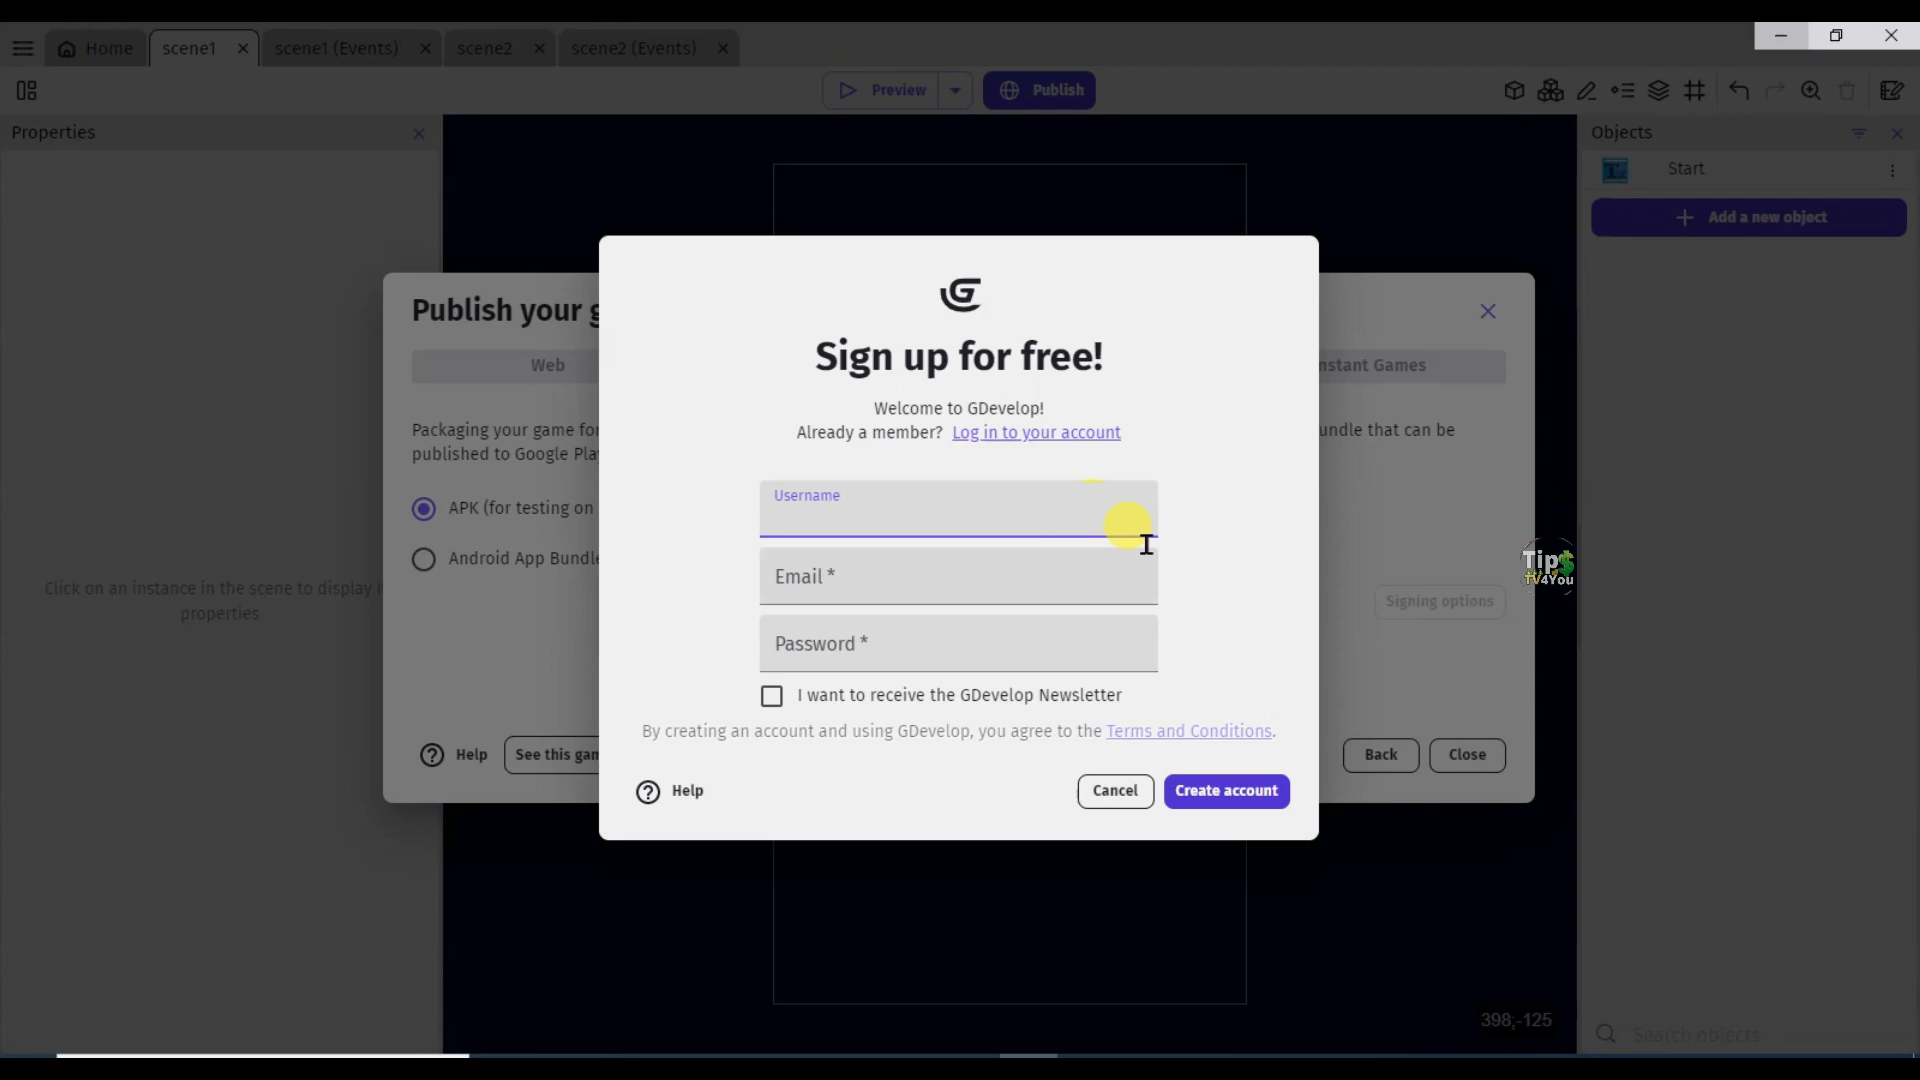 Home
scene1
scene1 (Events)
scene2
scene2 (Events)
Preview
Publish
Properties
Objects
Start
Add a new object
Click on an instance in the scene to display i
properties
Publish your g
Web
nstant Games
Packaging your game for
undle that can be
published to Google Pla
APK (for testing on
Android App Bundle
Signing options
Help
See this gam
Back
Close
Sign up for free!
Welcome to GDevelop!
Already a member? Log in to your account
Username
Email *
Password *
I want to receive the GDevelop Newsletter
By creating an account and using GDevelop, you agree to the Terms and Conditions.
Help
Cancel
Create account
Tip$
TV4You
398;-125
Search objects